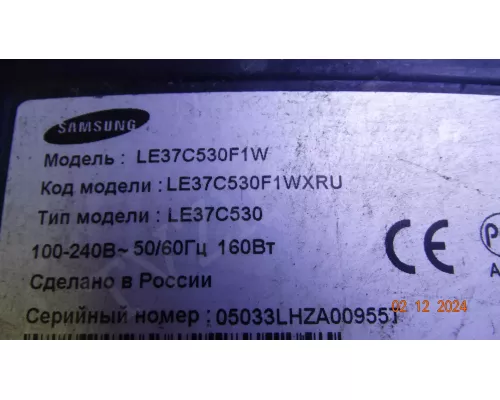 SAMSUNG
Модель : LE37C530F1W
Код модели : LE37C530F1WXRU
Тип модели : LE37C530
100-240В~ 50/60Гц 160Вт
Сделано в России
Серийный номер : 05033LHZA00955
CE
02 12 2024